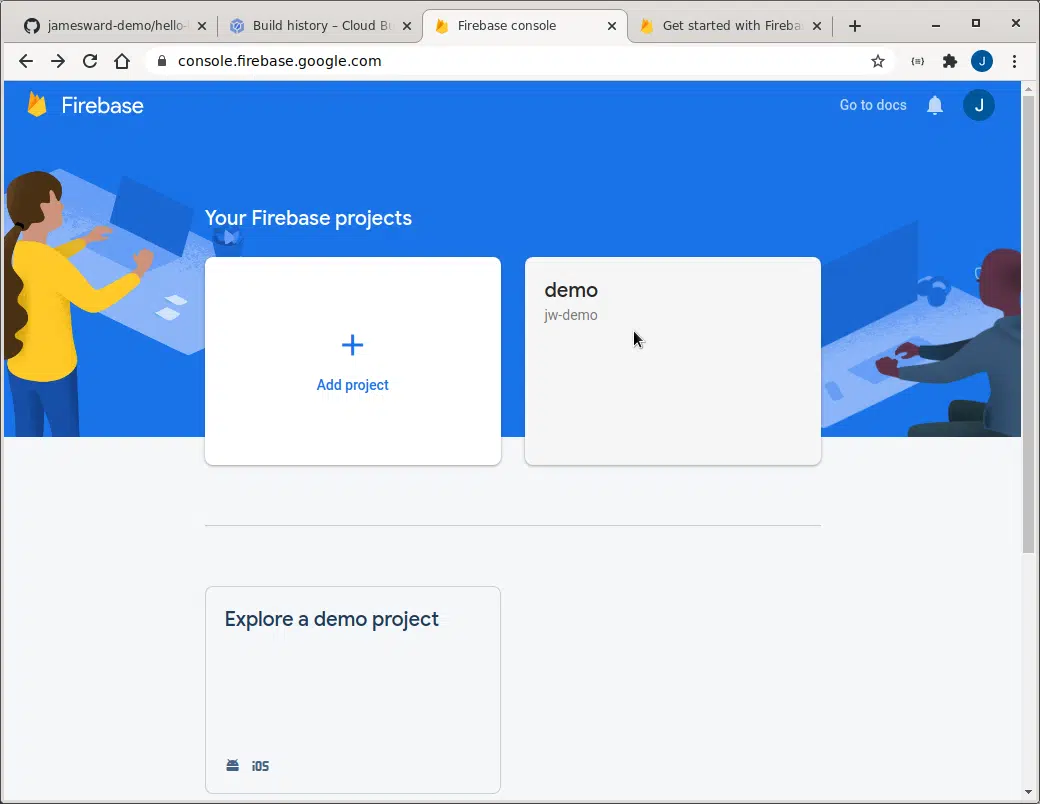 jamesward-demo/hello-
Build history – Cloud Bu
Firebase console
Get started with Fireba
console.firebase.google.com
J
Firebase
Go to docs
J
Your Firebase projects
Add project
demo
jw-demo
Explore a demo project
iOS